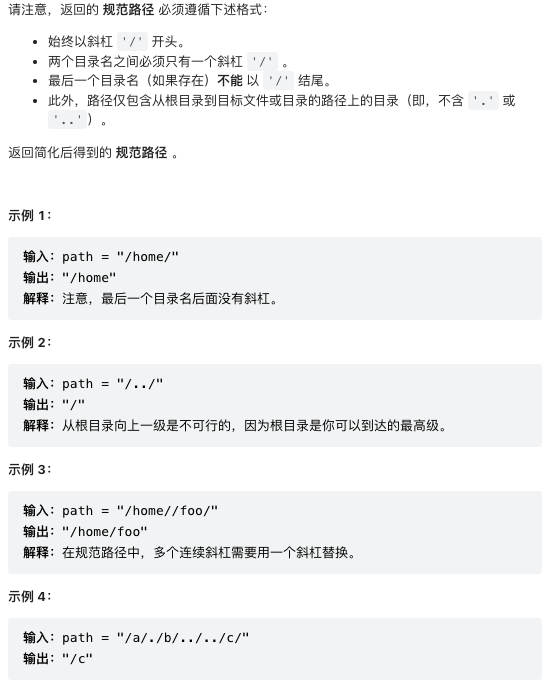 请注意，返回的 规范路径 必须遵循下述格式：
• 始终以斜杠 '/' 开头。
• 两个目录名之间必须只有一个斜杠 '/' 。
• 最后一个目录名（如果存在）不能 以 '/' 结尾。
• 此外，路径仅包含从根目录到目标文件或目录的路径上的目录（即，不含 '.' 或
'..'）。
返回简化后得到的 规范路径 。
示例 1：
输入：path = "/home/"
输出："/home"
解释：注意，最后一个目录名后面没有斜杠。
示例 2：
输入：path = "/../"
输出："/"
解释：从根目录向上一级是不可行的，因为根目录是你可以到达的最高级。
示例 3：
输入：path = "/home//foo/"
输出："/home/foo"
解释：在规范路径中，多个连续斜杠需要用一个斜杠替换。
示例 4：
输入：path = "/a/./b/../../c/"
输出："/c"